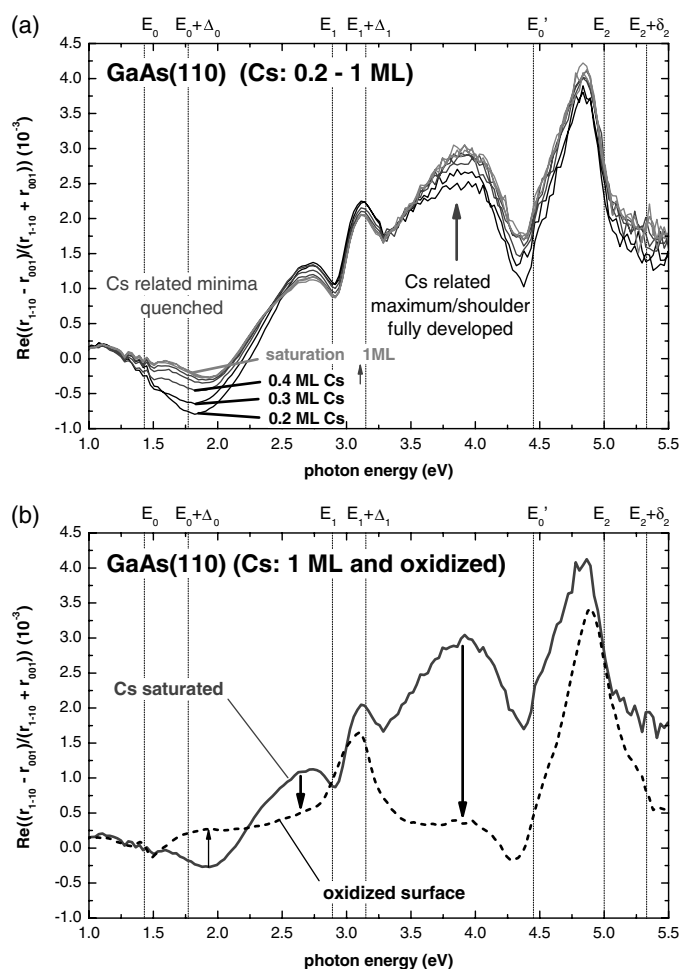 (a)
E₀ E₀+Δ₀ E₁ E₁+Δ₁ E₀' E₂ E₂+δ₂
GaAs(110) (Cs: 0.2 - 1 ML)
Re((r₁₋₁₀ - r₀₀₁)/(r₁₋₁₀ + r₀₀₁)) (10⁻³)
4.5
4.0
3.5
3.0
2.5
2.0
1.5
1.0
0.5
0.0
-0.5
-1.0
Cs related minima
quenched
Cs related
maximum/shoulder
fully developed
saturation 1ML
0.4 ML Cs
0.3 ML Cs
0.2 ML Cs
1.0 1.5 2.0 2.5 3.0 3.5 4.0 4.5 5.0 5.5
photon energy (eV)
(b)
E₀ E₀+Δ₀ E₁ E₁+Δ₁ E₀' E₂ E₂+δ₂
GaAs(110) (Cs: 1 ML and oxidized)
Re((r₁₋₁₀ - r₀₀₁)/(r₁₋₁₀ + r₀₀₁)) (10⁻³)
4.5
4.0
3.5
3.0
2.5
2.0
1.5
1.0
0.5
0.0
-0.5
-1.0
Cs saturated
oxidized surface
1.0 1.5 2.0 2.5 3.0 3.5 4.0 4.5 5.0 5.5
photon energy (eV)